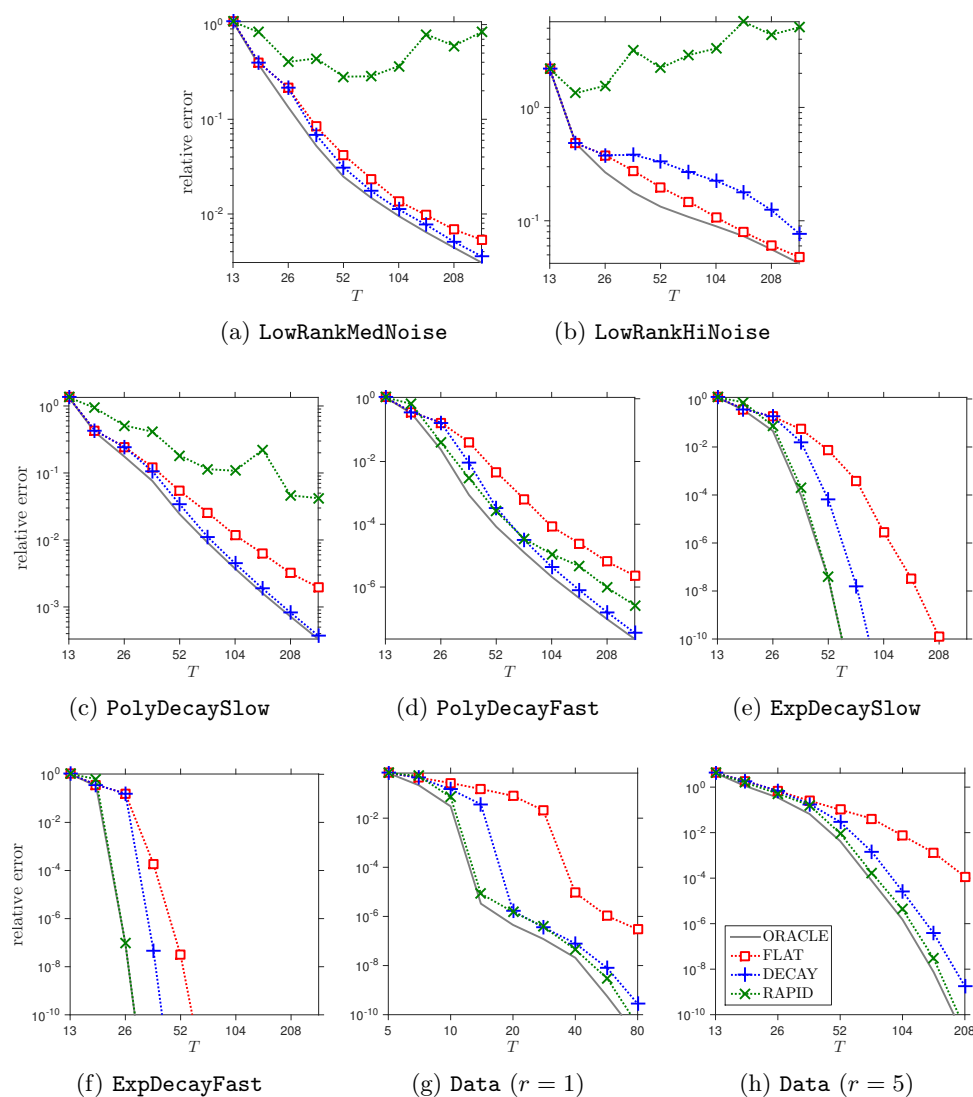 10^0
10^-1
10^-2
relative error
13 26 52 104 208
T
(a) LowRankMedNoise
10^0
10^-1
13 26 52 104 208
T
(b) LowRankHiNoise
10^0
10^-1
10^-2
10^-3
relative error
13 26 52 104 208
T
(c) PolyDecaySlow
10^0
10^-2
10^-4
10^-6
13 26 52 104 208
T
(d) PolyDecayFast
10^0
10^-2
10^-4
10^-6
10^-8
10^-10
13 26 52 104 208
T
(e) ExpDecaySlow
10^0
10^-2
10^-4
10^-6
10^-8
10^-10
relative error
13 26 52 104 208
T
(f) ExpDecayFast
10^-2
10^-4
10^-6
10^-8
10^-10
5 10 20 40 80
T
(g) Data (r = 1)
10^0
10^-2
10^-4
10^-6
10^-8
10^-10
ORACLE
FLAT
DECAY
RAPID
13 26 52 104 208
T
(h) Data (r = 5)